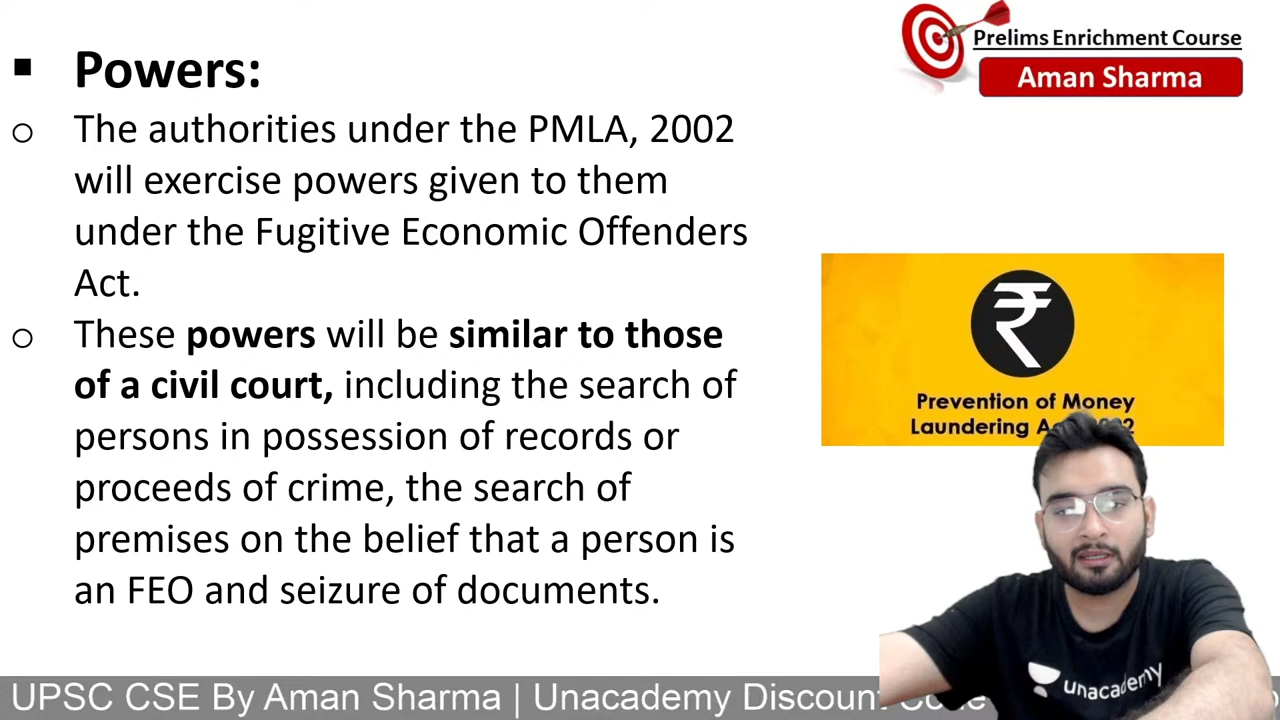 Powers:
The authorities under the PMLA, 2002
will exercise powers given to them
under the Fugitive Economic Offenders
Act.
These powers will be similar to those
of a civil court, including the search of
persons in possession of records or
proceeds of crime, the search of
premises on the belief that a person is
an FEO and seizure of documents.
Prelims Enrichment Course
Aman Sharma
Prevention of Money
Laundering
unacademy
UPSC CSE By Aman Sharma | Unacademy Discount Code